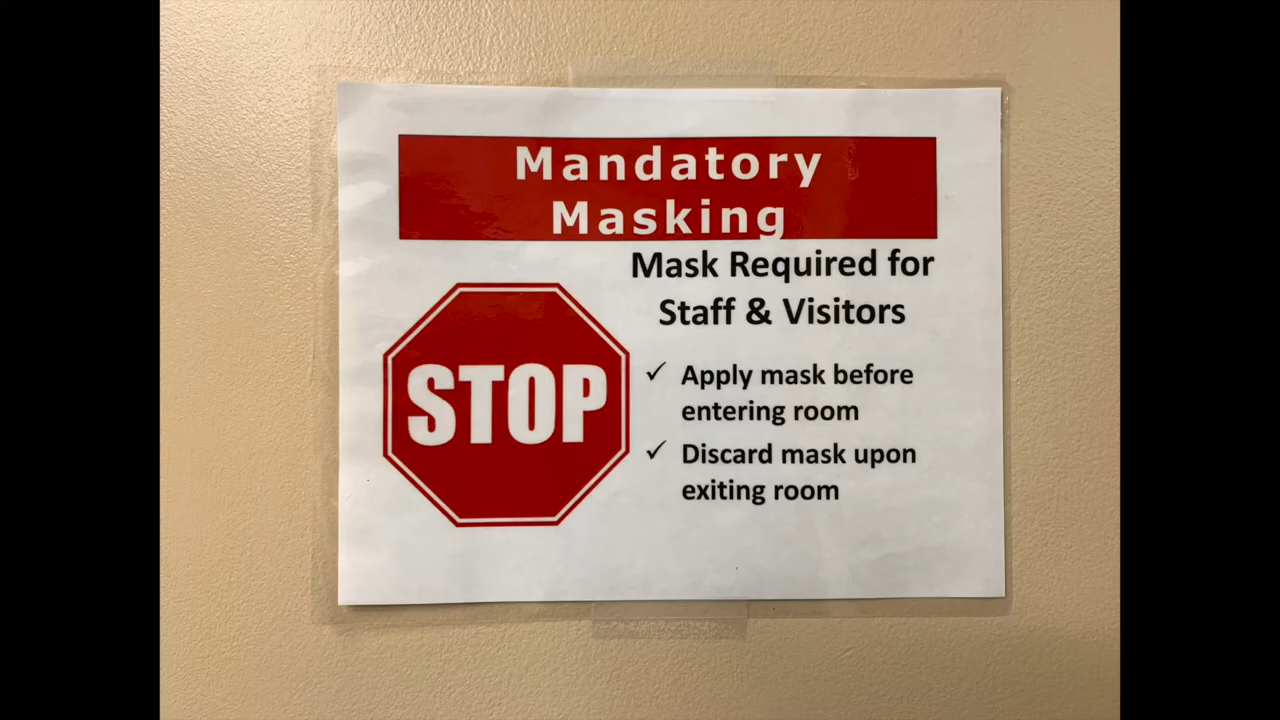 Mandatory
Masking
Mask Required for
Staff & Visitors
STOP
✓ Apply mask before
entering room
✓ Discard mask upon
exiting room